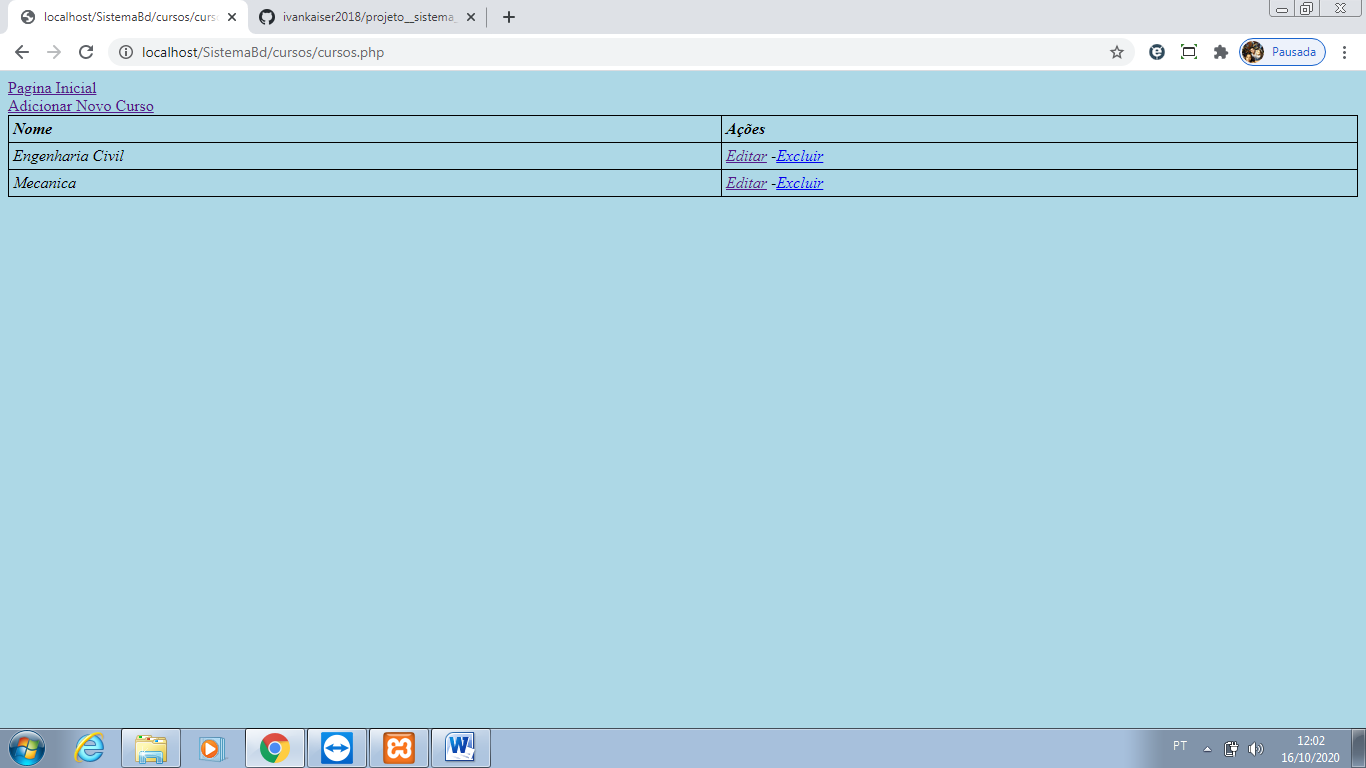 localhost/SistemaBd/cursos/curs
ivankaiser2018/projeto__sistema_
localhost/SistemaBd/cursos/cursos.php
Pausada
Pagina Inicial
Adicionar Novo Curso
Nome Ações
Engenharia Civil Editar -Excluir
Mecanica Editar -Excluir
PT
12:02
16/10/2020